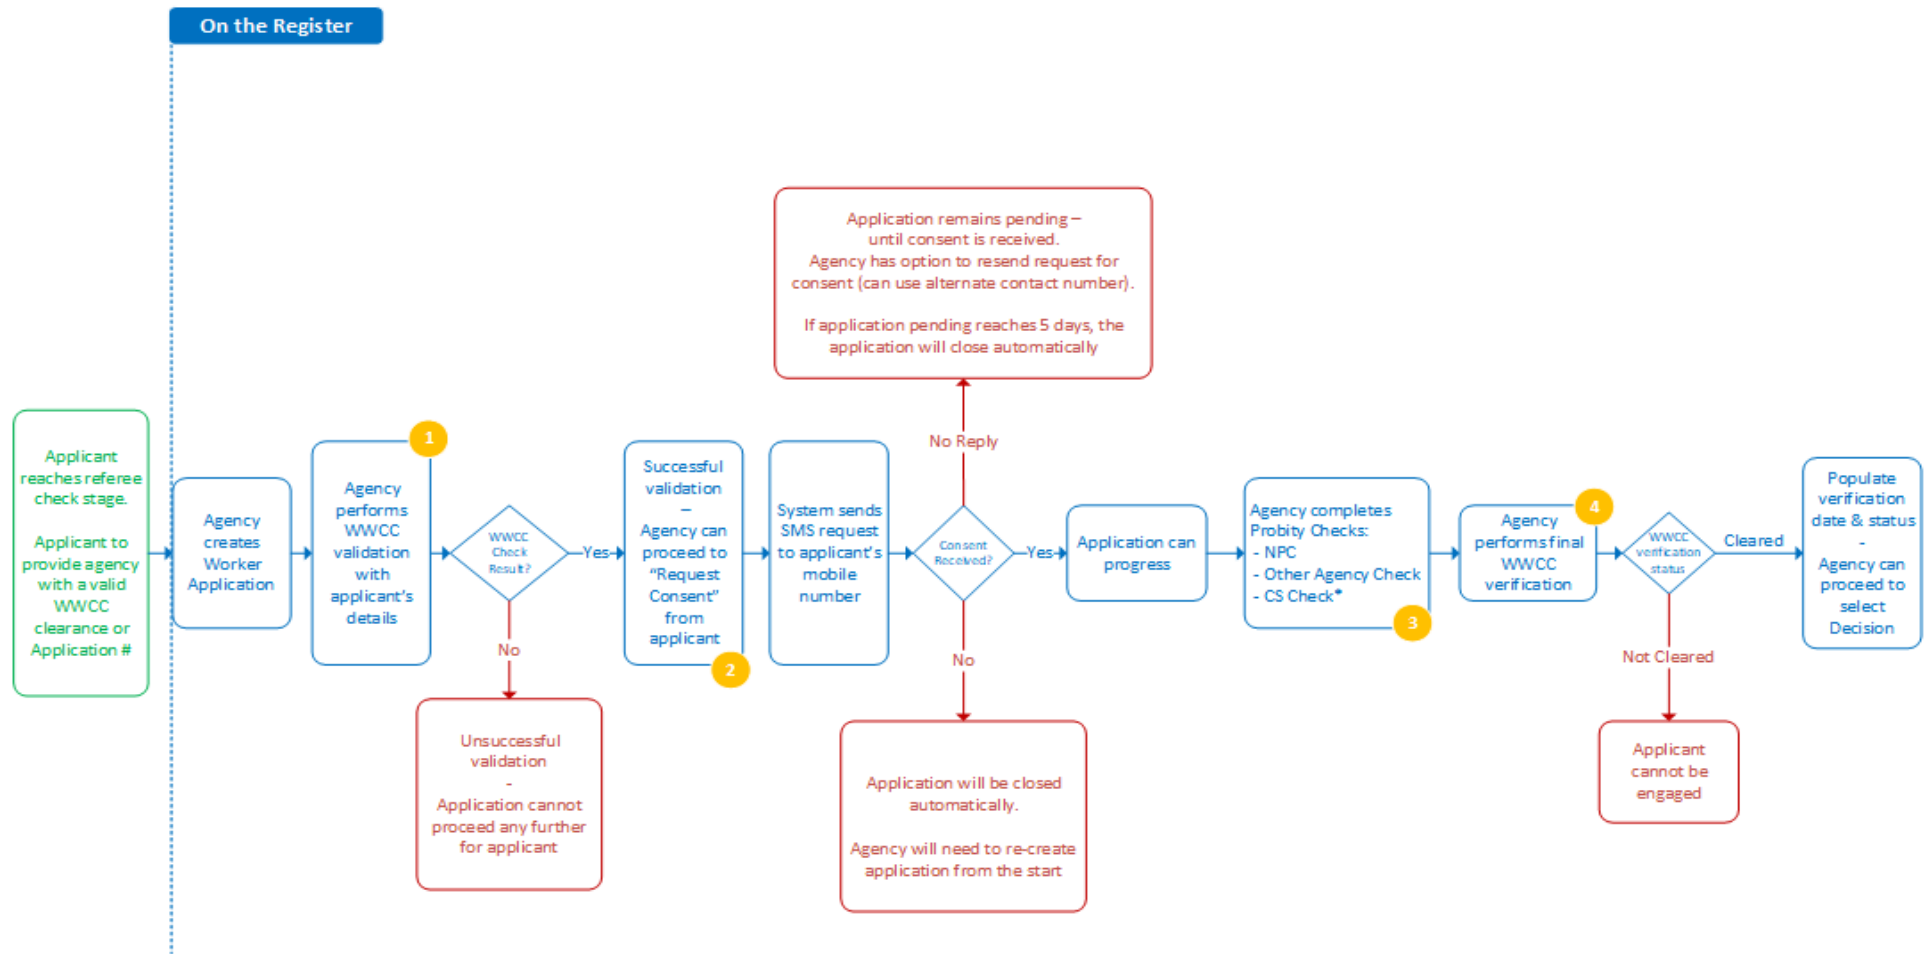 On the Register
Applicant
reaches referee
check stage.
Applicant to
provide agency
with a valid
WWCC
clearance or
Application #
Agency
creates
Worker
Application
1
Agency
performs
WWCC
validation
with
applicant's
details
WWCC
Check
Result?
Yes
No
Unsuccessful
validation
-
Application cannot
proceed any further
for applicant
Successful
validation
–
Agency can
proceed to
“Request
Consent”
from
applicant
2
System sends
SMS request
to applicant's
mobile
number
Consent
Received?
No Reply
Application remains pending –
until consent is received.
Agency has option to resend request for
consent (can use alternate contact number).
If application pending reaches 5 days, the
application will close automatically
No
Application will be closed
automatically.
Agency will need to re-create
application from the start
Yes
Application can
progress
Agency completes
Probity Checks:
- NPC
- Other Agency Check
- CS Check*
3
4
Agency
performs final
WWCC
verification
WWCC
verification
status
Cleared
Not Cleared
Applicant
cannot be
engaged
Populate
verification
date & status
-
Agency can
proceed to
select
Decision